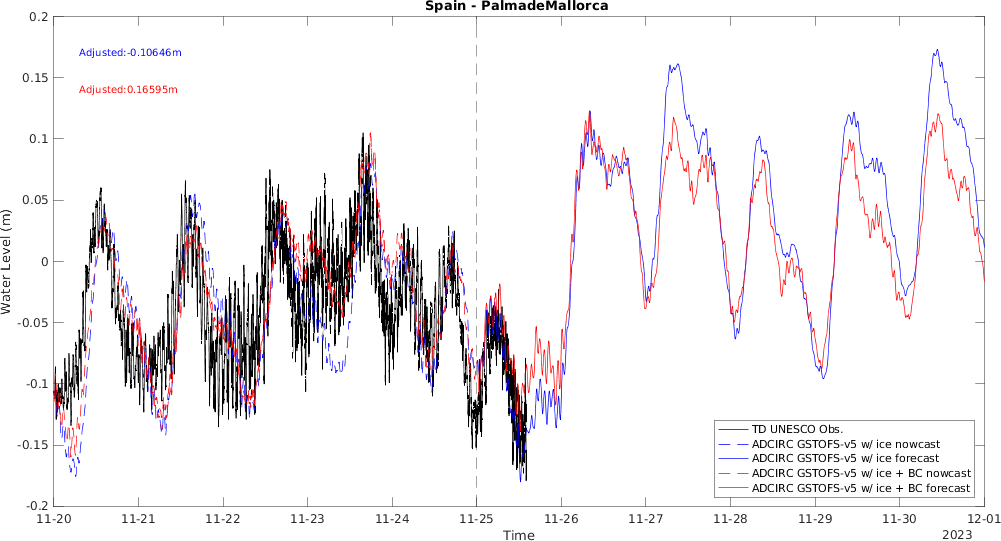 Spain - PalmadeMallorca
Adjusted:-0.10646m
Adjusted:0.16595m
Water Level (m)
0.2
0.15
0.1
0.05
0
-0.05
-0.1
-0.15
-0.2
11-20
11-21
11-22
11-23
11-24
11-25
11-26
11-27
11-28
11-29
11-30
12-01
Time
2023
TD UNESCO Obs.
ADCIRC GSTOFS-v5 w/ ice nowcast
ADCIRC GSTOFS-v5 w/ ice forecast
ADCIRC GSTOFS-v5 w/ ice + BC nowcast
ADCIRC GSTOFS-v5 w/ ice + BC forecast